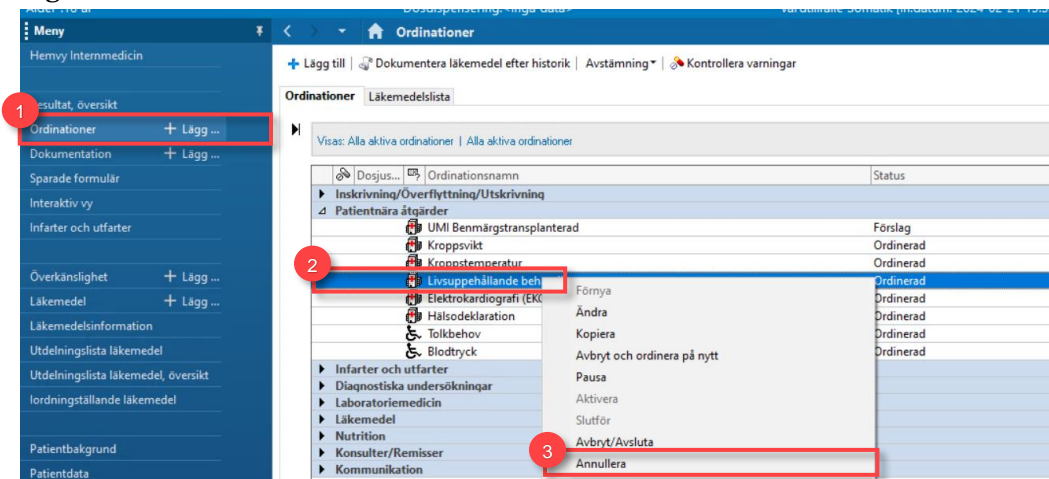 Meny
Ordinationer
Hemvy Internmedicin
Lägg till | Dokumentera läkemedel efter historik | Avstämning | Kontrollera varningar
Ordinationer Läkemedelslista
1
Resultat, översikt
Ordinationer + Lägg ...
Dokumentation + Lägg ...
Sparade formulär
Interaktiv vy
Infarter och utfarter
Överkänslighet + Lägg ...
Läkemedel + Lägg ...
Läkemedelsinformation
Utdelningslista läkemedel
Utdelningslista läkemedel, översikt
Iordningställande läkemedel
Patientbakgrund
Patientdata
Visas: Alla aktiva ordinationer | Alla aktiva ordinationer
Dosjus... Ordinationsnamn Status
Inskrivning/Överflyttning/Utskrivning
Patientnära åtgärder
UMI Benmärgstransplanterad Förslag
Kroppsvikt Ordinerad
Kroppstemperatur Ordinerad
2
Livsuppehållande beh Ordinerad
Elektrokardiografi (EKG Ordinerad
Hälsodeklaration Ordinerad
Tolkbehov Ordinerad
Blodtryck Ordinerad
Infarter och utfarter
Diagnostiska undersökningar
Laboratoriemedicin
Läkemedel
Nutrition
Konsulter/Remisser
Kommunikation
Förnya
Ändra
Kopiera
Avbryt och ordinera på nytt
Pausa
Aktivera
Slutför
Avbryt/Avsluta
3
Annullera